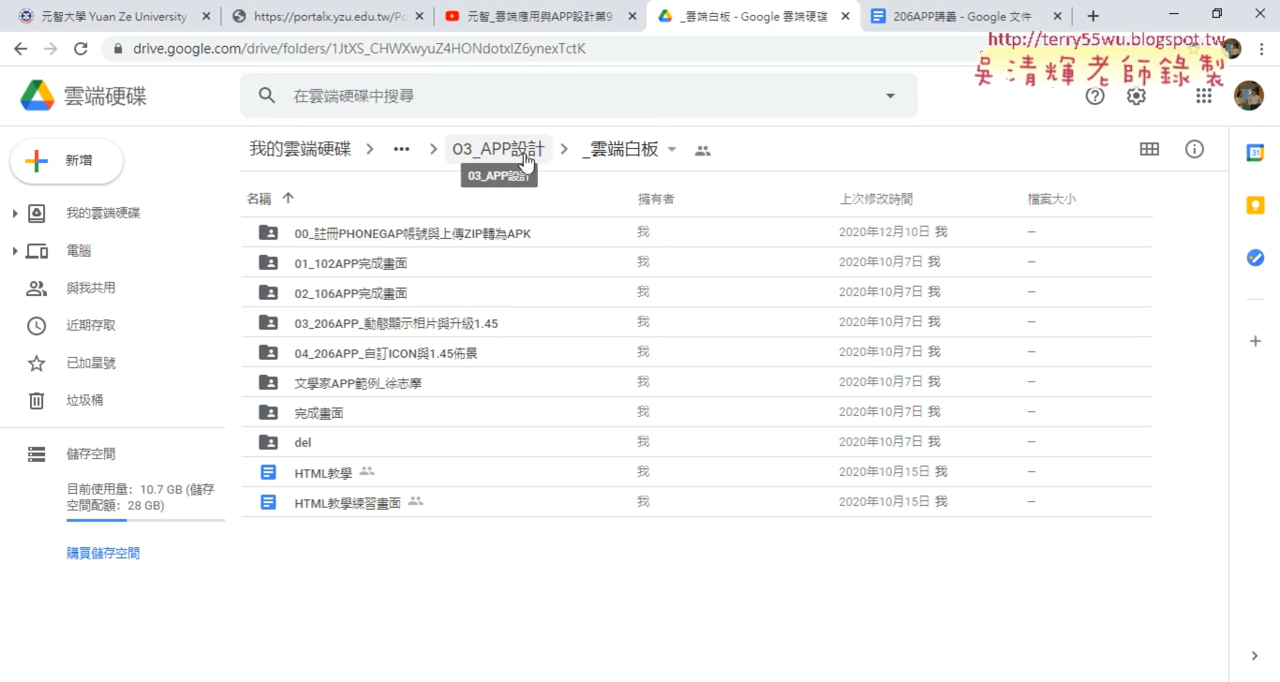 元智大學 Yuan Ze University
https://portalx.yzu.edu.tw/Po
元智_雲端應用與APP設計第9
_雲端白板 - Google 雲端硬碟
206APP講義 - Google 文件
drive.google.com/drive/folders/1JtXS_CHWXwyuZ4HONdotxIZ6ynexTctK
http://terry55wu.blogspot.tw
吳清輝老師錄製
雲端硬碟
在雲端硬碟中搜尋
新增
我的雲端硬碟
電腦
與我共用
近期存取
已加星號
垃圾桶
儲存空間
目前使用量：10.7 GB (儲存
空間配額：28 GB)
購買儲存空間
我的雲端硬碟 > ••• > 03_APP設計 > _雲端白板
03_APP設計
名稱 擁有者 上次修改時間 檔案大小
00_註冊PHONEGAP帳號與上傳ZIP轉為APK 我 2020年12月10日 我 –
01_102APP完成畫面 我 2020年10月7日 我 –
02_106APP完成畫面 我 2020年10月7日 我 –
03_206APP_動態顯示相片與升級1.45 我 2020年10月7日 我 –
04_206APP_自訂ICON與1.45佈景 我 2020年10月7日 我 –
文學家APP範例_徐志摩 我 2020年10月7日 我 –
完成畫面 我 2020年10月7日 我 –
del 我 2020年10月7日 我 –
HTML教學 我 2020年10月15日 我 –
HTML教學練習畫面 我 2020年10月15日 我 –
31